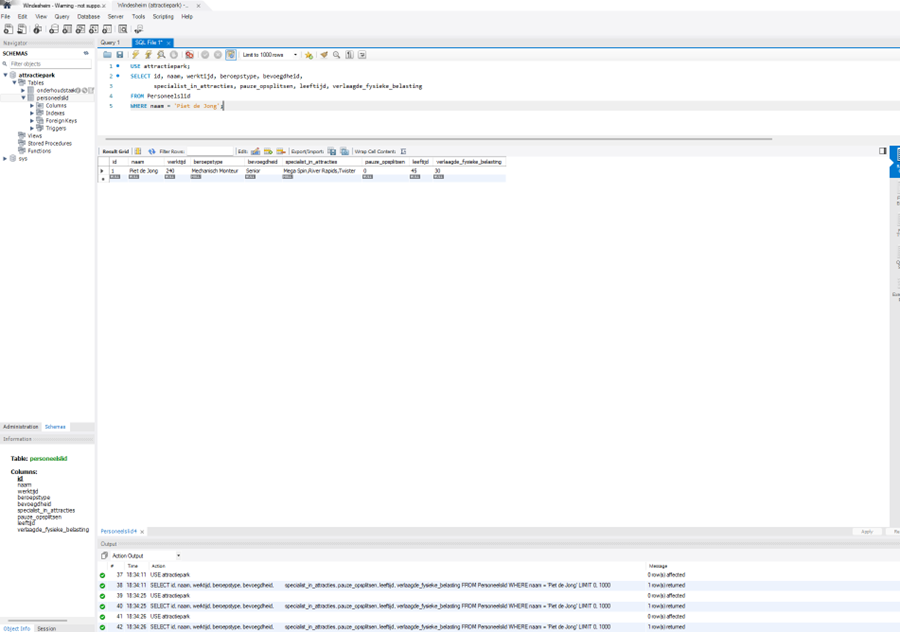 Windesheim - Warning - not suppo... × Windesheim (attractiepark) -... ×
File Edit View Query Database Server Tools Scripting Help
Navigator
SCHEMAS
Filter objects
attractiepark
Tables
personeelslid
Columns
Indexes
Foreign Keys
Triggers
Views
Stored Procedures
Functions
sys
Administration Schemas
Information
Table: personeelslid
Columns:
id
naam
werktijd
beroepstype
bevoegdheid
specialist_in_attracties
pauze_opsplitsen
leeftijd
verlaagde_fysieke_belasting
Object Info Session
Query 1 SQL File 1* ×
Limit to 1000 rows
1 USE attractiepark;
2 SELECT id, naam, werktijd, beroepstype, bevoegdheid,
3 specialist_in_attracties, pauze_opsplitsen, leeftijd, verlaagde_fysieke_belasting
4 FROM Personeelslid
5 WHERE naam = 'Piet de Jong';
Result Grid Filter Rows: Edit: Export/Import: Wrap Cell Content:
id naam werktijd beroepstype bevoegdheid specialist_in_attracties pauze_opsplitsen leeftijd verlaagde_fysieke_belasting
1 Piet de Jong 240 Mechanisch Monteur Senior Mega Spin,River Rapids,Twister 0 45 30
NULL NULL NULL NULL NULL NULL NULL NULL NULL
Personeelslid4 × Apply
Output
Action Output
# Time Action Message
37 18:34:11 USE attractiepark 0 row(s) affected
38 18:34:11 SELECT id, naam, werktijd, beroepstype, bevoegdheid, specialist_in_attracties, pauze_opsplitsen, leeftijd, verlaagde_fysieke_belasting FROM Personeelslid WHERE naam = 'Piet de Jong' LIMIT 0, 1000 1 row(s) returned
39 18:34:25 USE attractiepark 0 row(s) affected
40 18:34:25 SELECT id, naam, werktijd, beroepstype, bevoegdheid, specialist_in_attracties, pauze_opsplitsen, leeftijd, verlaagde_fysieke_belasting FROM Personeelslid WHERE naam = 'Piet de Jong' LIMIT 0, 1000 1 row(s) returned
41 18:34:26 USE attractiepark 0 row(s) affected
42 18:34:26 SELECT id, naam, werktijd, beroepstype, bevoegdheid, specialist_in_attracties, pauze_opsplitsen, leeftijd, verlaagde_fysieke_belasting FROM Personeelslid WHERE naam = 'Piet de Jong' LIMIT 0, 1000 1 row(s) returned